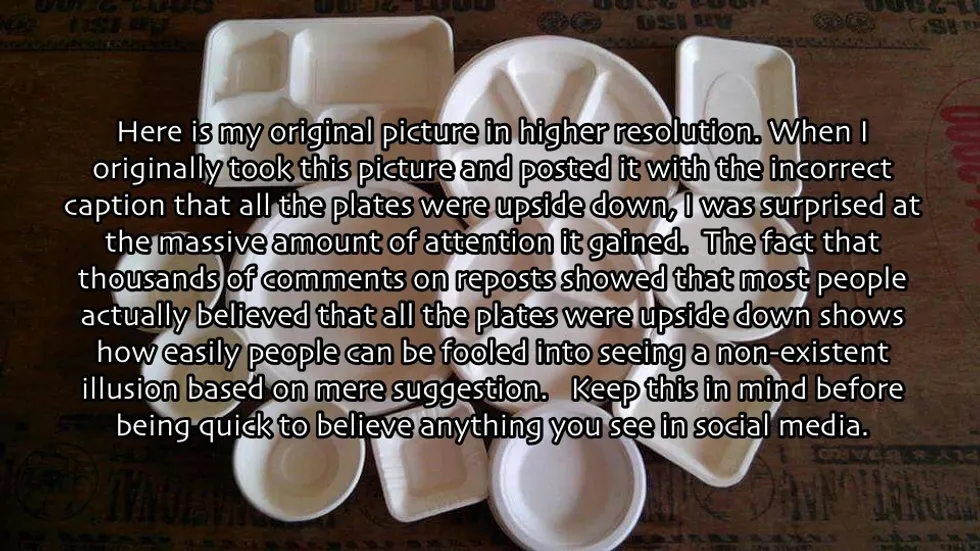 An ISO
Here is my original picture in higher resolution. When I
originally took this picture and posted it with the incorrect
caption that all the plates were upside down, I was surprised at
the massive amount of attention it gained. The fact that
thousands of comments on reposts showed that most people
actually believed that all the plates were upside down shows
how easily people can be fooled into seeing a non-existent
illusion based on mere suggestion. Keep this in mind before
being quick to believe anything you see in social media.
PLY & BOARD